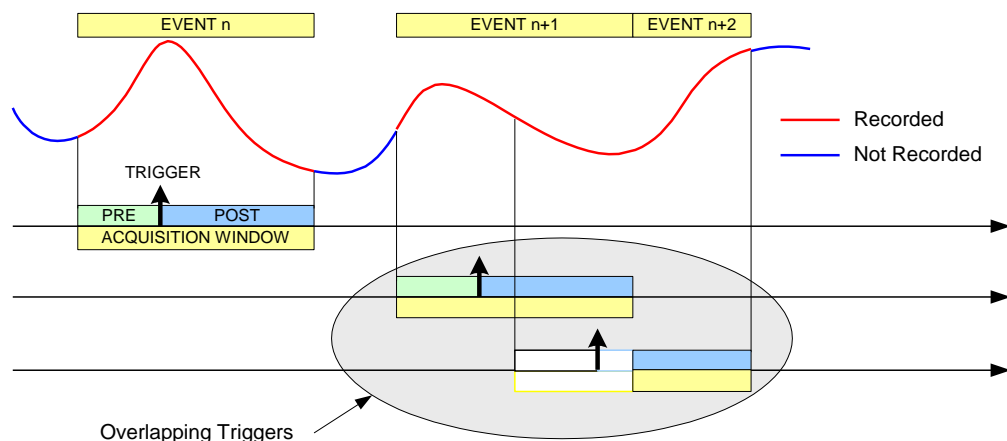 EVENT n
EVENT n+1
EVENT n+2
Recorded
Not Recorded
TRIGGER
PRE
POST
ACQUISITION WINDOW
Overlapping Triggers